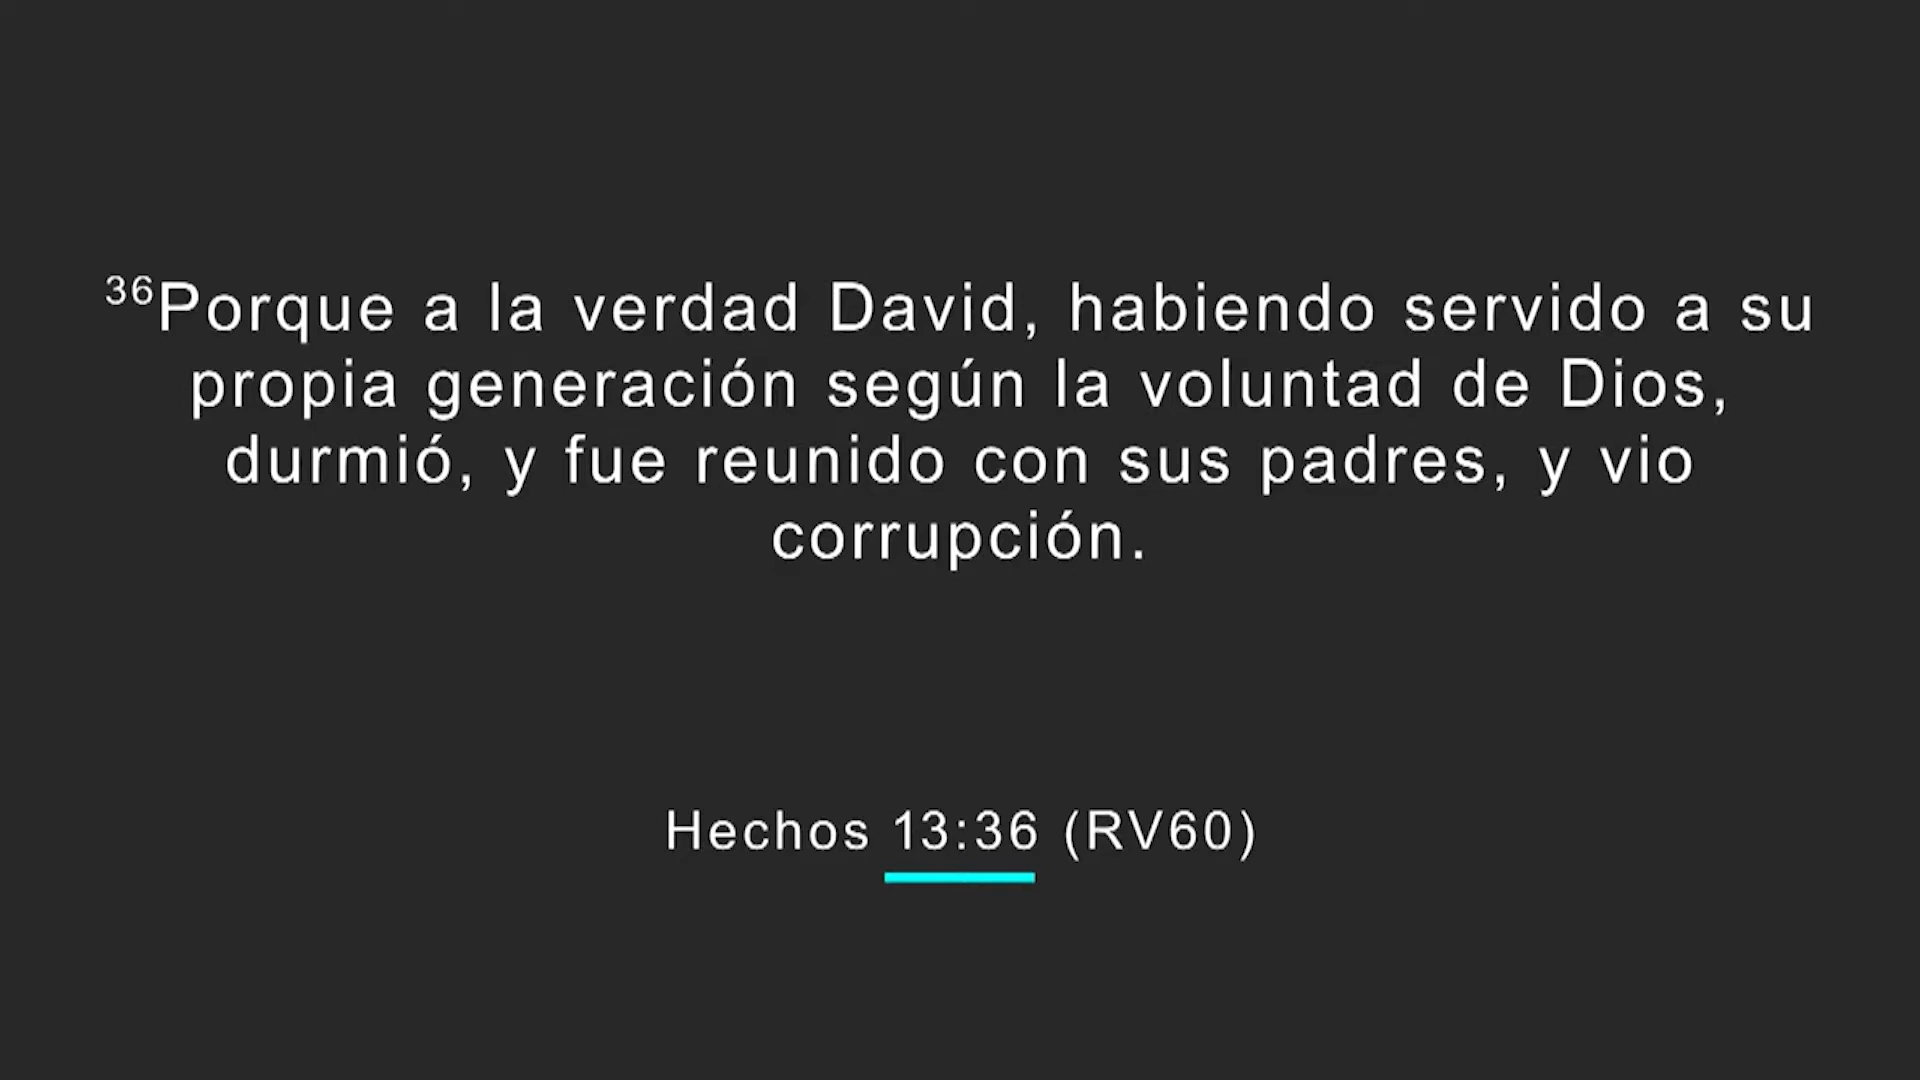 36Porque a la verdad David, habiendo servido a su
propia generación según la voluntad de Dios,
durmió, y fue reunido con sus padres, y vio
corrupción.
Hechos 13:36 (RV60)